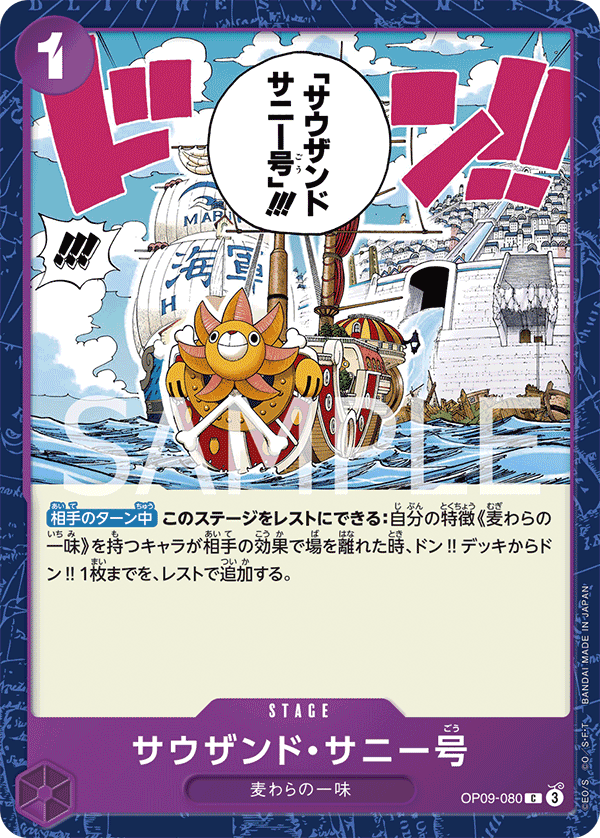 1
ドン!!
「サウザンド
サニー号」!!!
ごう
!!!
MARIN
海軍
SAMPLE
相手のターン中 このステージをレストにできる：自分の特徴《麦わらの
一味》を持つキャラが相手の効果で場を離れた時、ドン!!デッキからド
ン!!1枚までを、レストで追加する。
STAGE
サウザンド・サニー号
麦わらの一味
OP09-080 C 3
©E.O./S. ©O./S.・F.・T. BANDAI MADE IN JAPAN